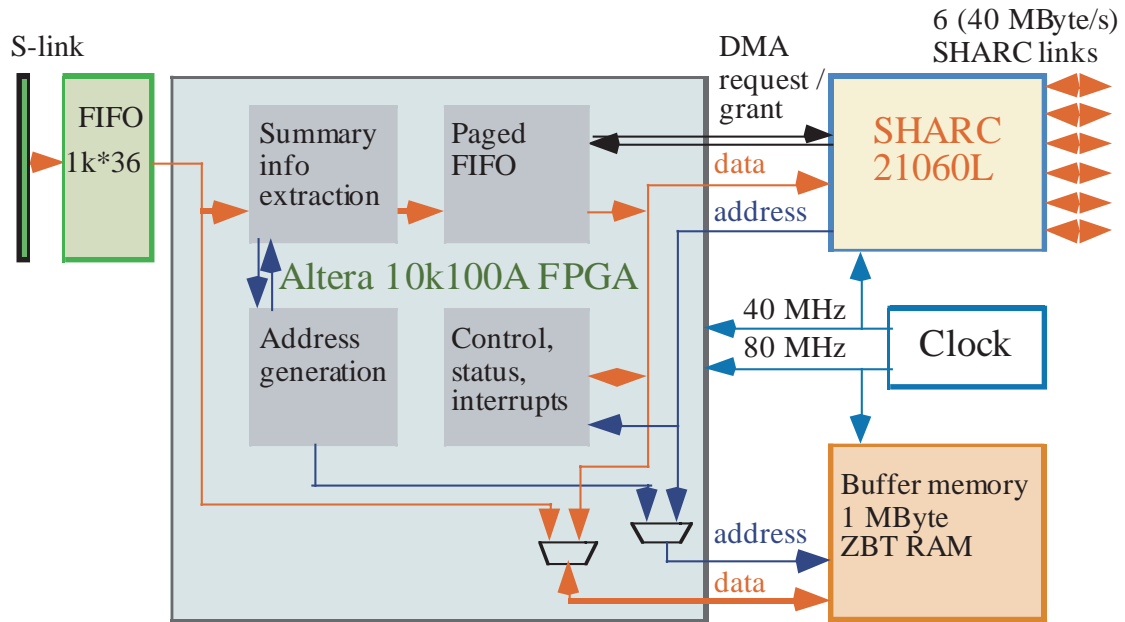 S-link
FIFO
1k*36
Summary
info
extraction
Paged
FIFO
Altera 10k100A FPGA
Address
generation
Control,
status,
interrupts
DMA
request /
grant
data
address
6 (40 MByte/s)
SHARC links
SHARC
21060L
40 MHz
80 MHz
Clock
Buffer memory
1 MByte
ZBT RAM
address
data